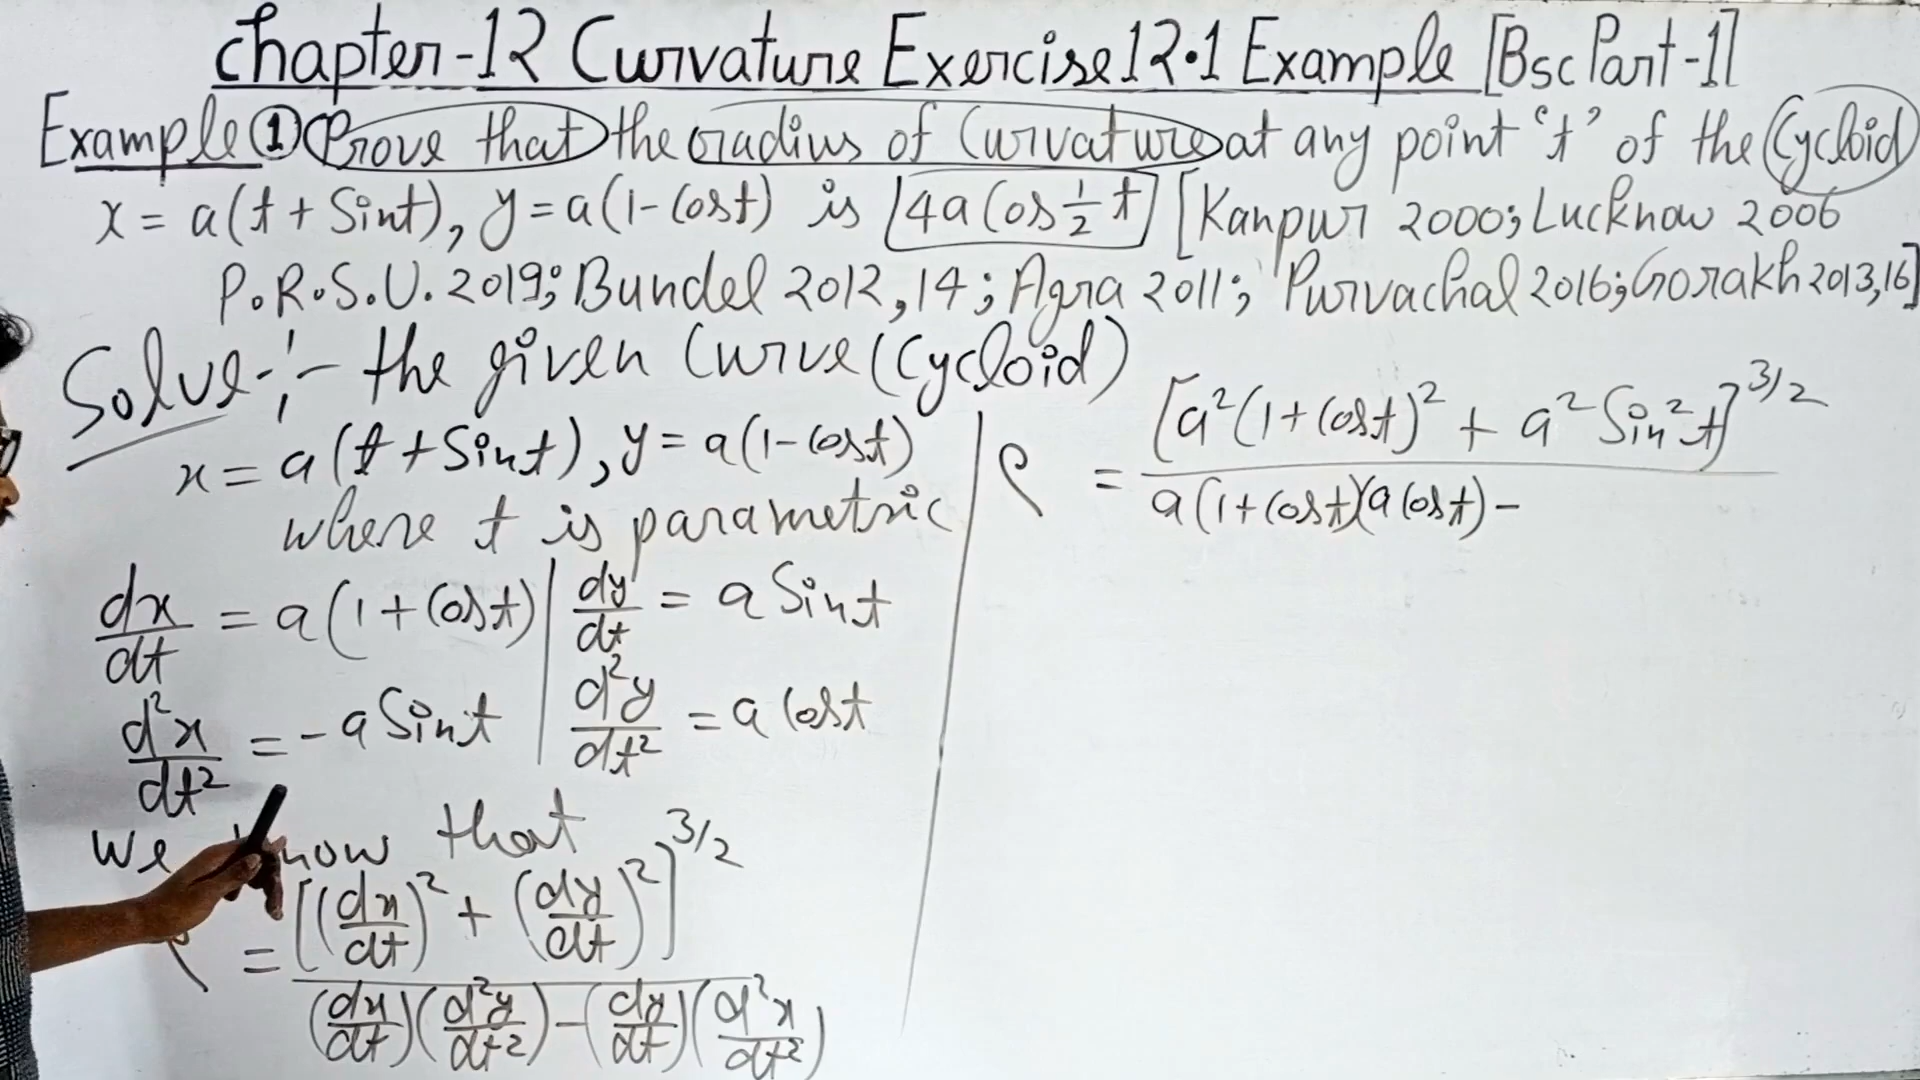 Chapter-12 Curvature Exercise 12.1 Example [Bsc Part-1]
Example ① Prove that the radius of Curvature at any point 't' of the Cycloid
x = a(t + Sint), y = a(1-Cost) is 4a Cos ½ t [Kanpur 2000; Lucknow 2006
P.R.S.U. 2019; Bundel 2012, 14; Agra 2011; Purvachal 2016; Gorakh 2013,16]
Solve:- the given Curve (Cycloid)
x = a(t + Sint), y = a(1-Cost)
where t is parametric
dx/dt = a(1+Cost) | dy/dt = a Sint
d²x/dt² = -a Sint | d²y/dt² = a Cost
We know that
ρ = [(dx/dt)² + (dy/dt)²]^3/2 / (dx/dt)(d²y/dt²) - (dy/dt)(d²x/dt²)
ρ = [a²(1+Cost)² + a² Sin²t]^3/2 / a(1+Cost)(a Cost) -